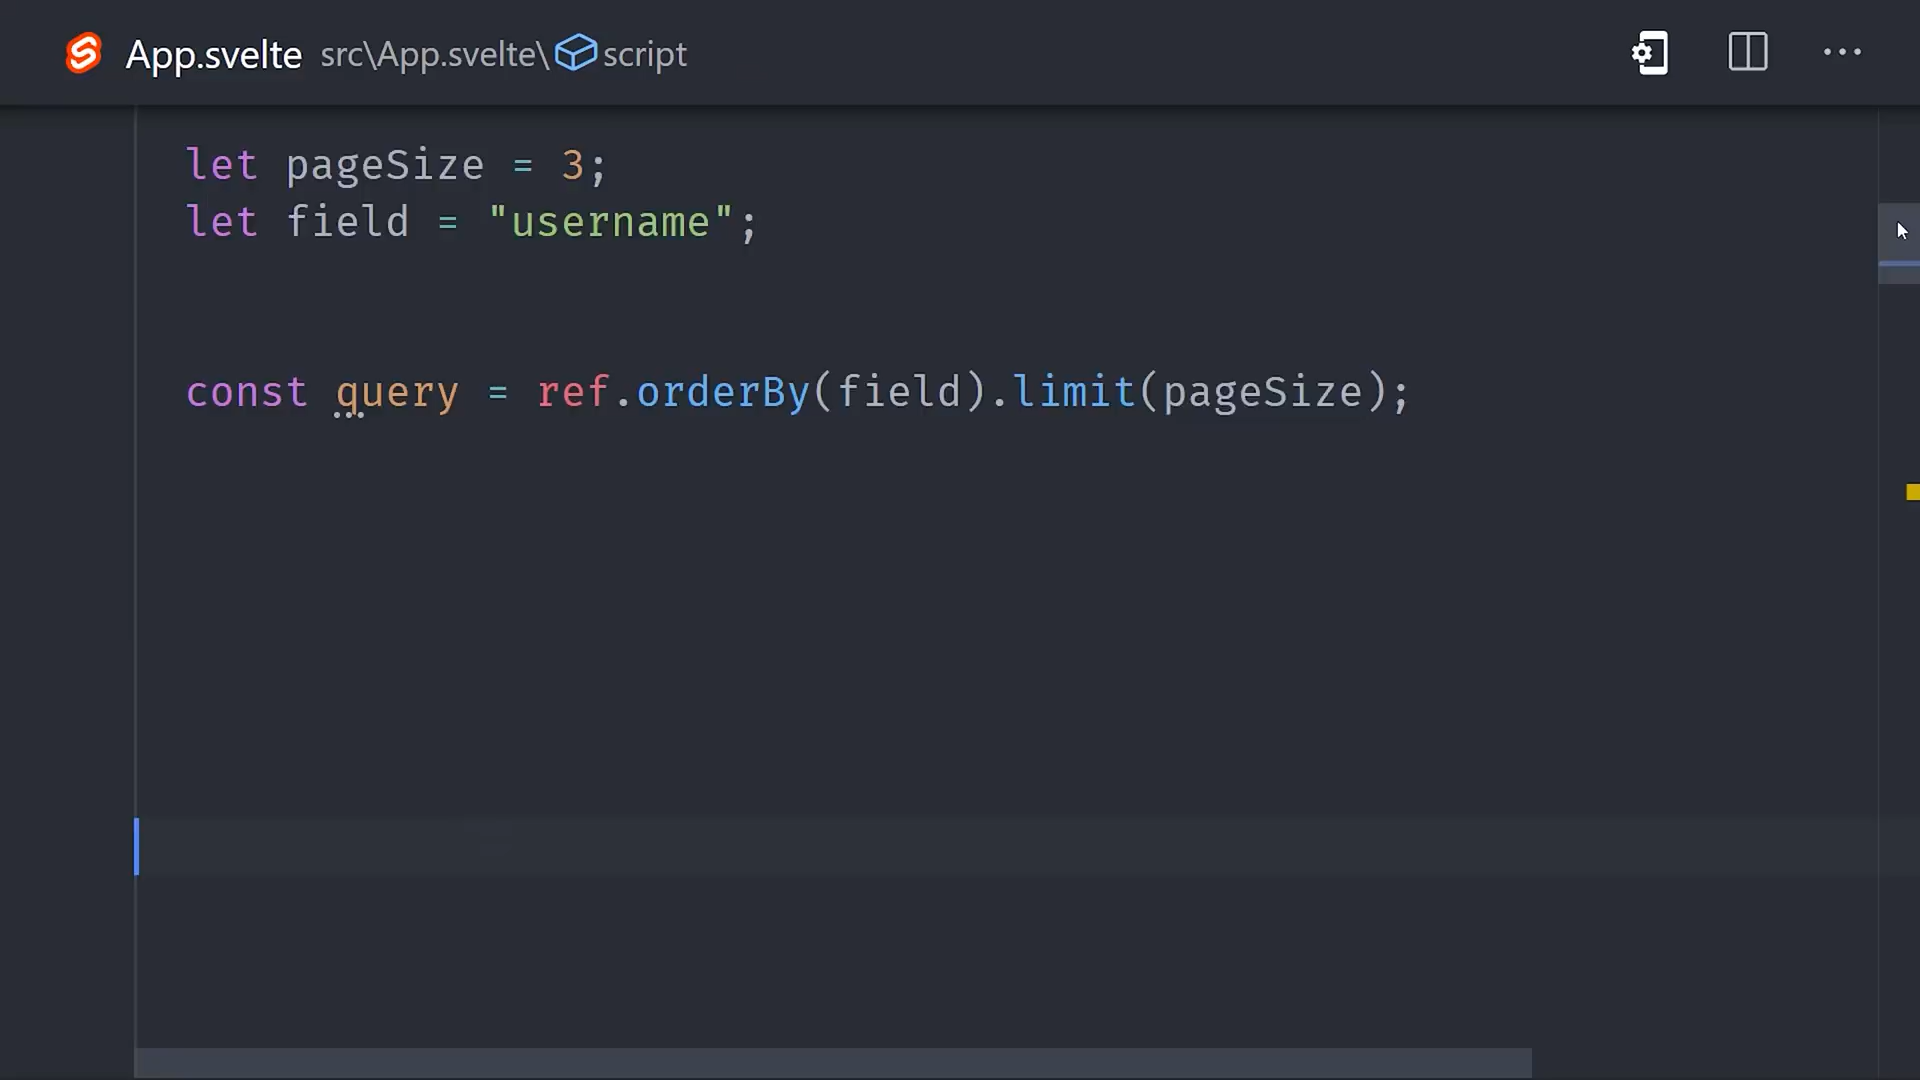 App.svelte src\App.svelte\script
let pageSize = 3;
let field = "username";
const query = ref.orderBy(field).limit(pageSize);